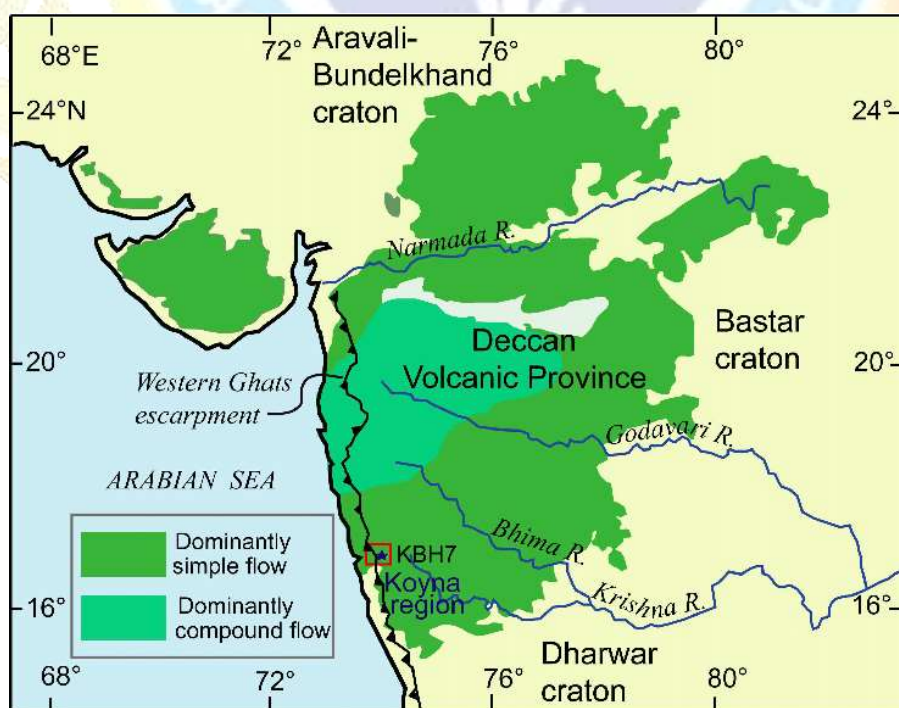 68°E
72°
76°
80°
Aravali-
Bundelkhand
craton
24°N
24°
Narmada R.
Deccan
Volcanic Province
Bastar
craton
20°
20°
Western Ghats
escarpment
Godavari R.
ARABIAN SEA
Dominantly
simple flow
Dominantly
compound flow
KBH7
Koyna
region
Bhima R.
Krishna R.
16°
16°
Dharwar
craton
68°
72°
76°
80°